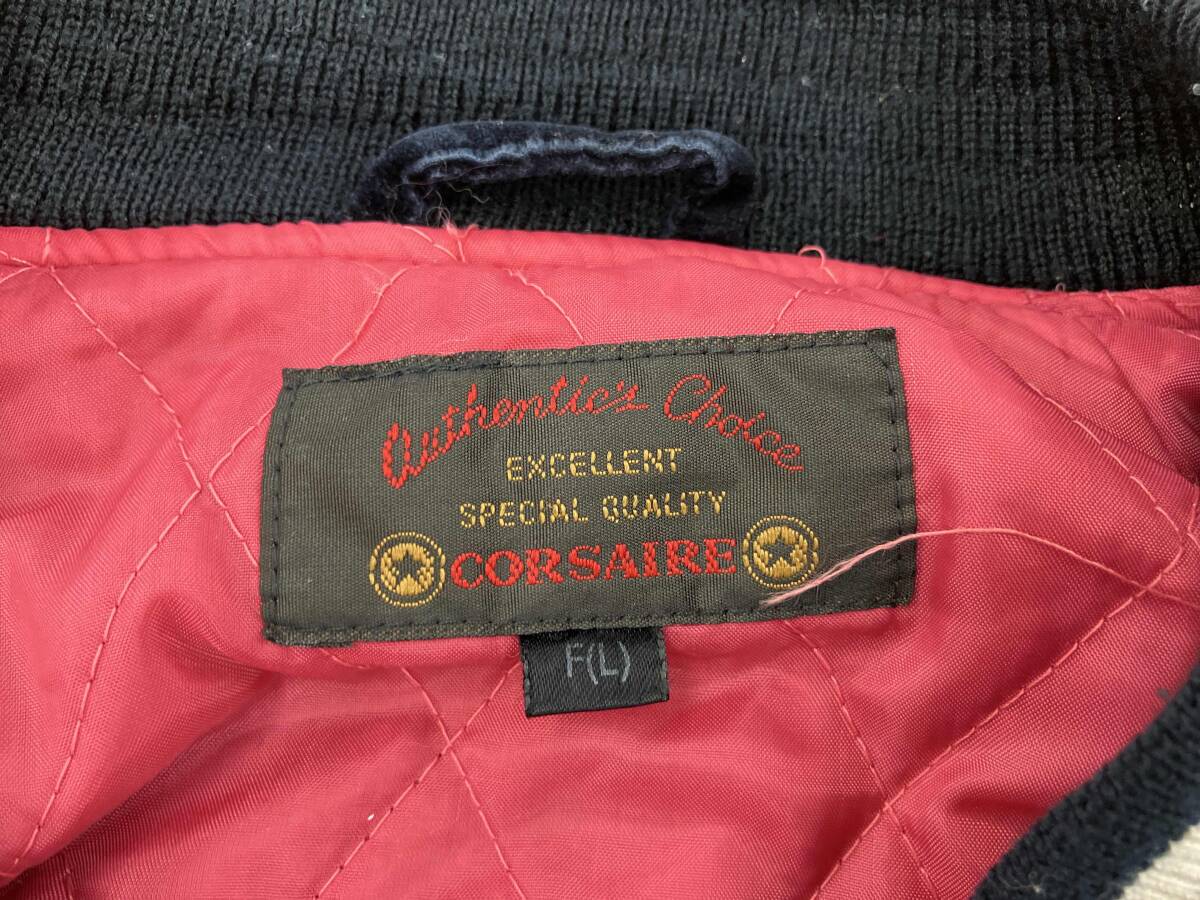 Authentic's Choice
EXCELLENT
SPECIAL QUALITY
CORSAIRE
F(L)